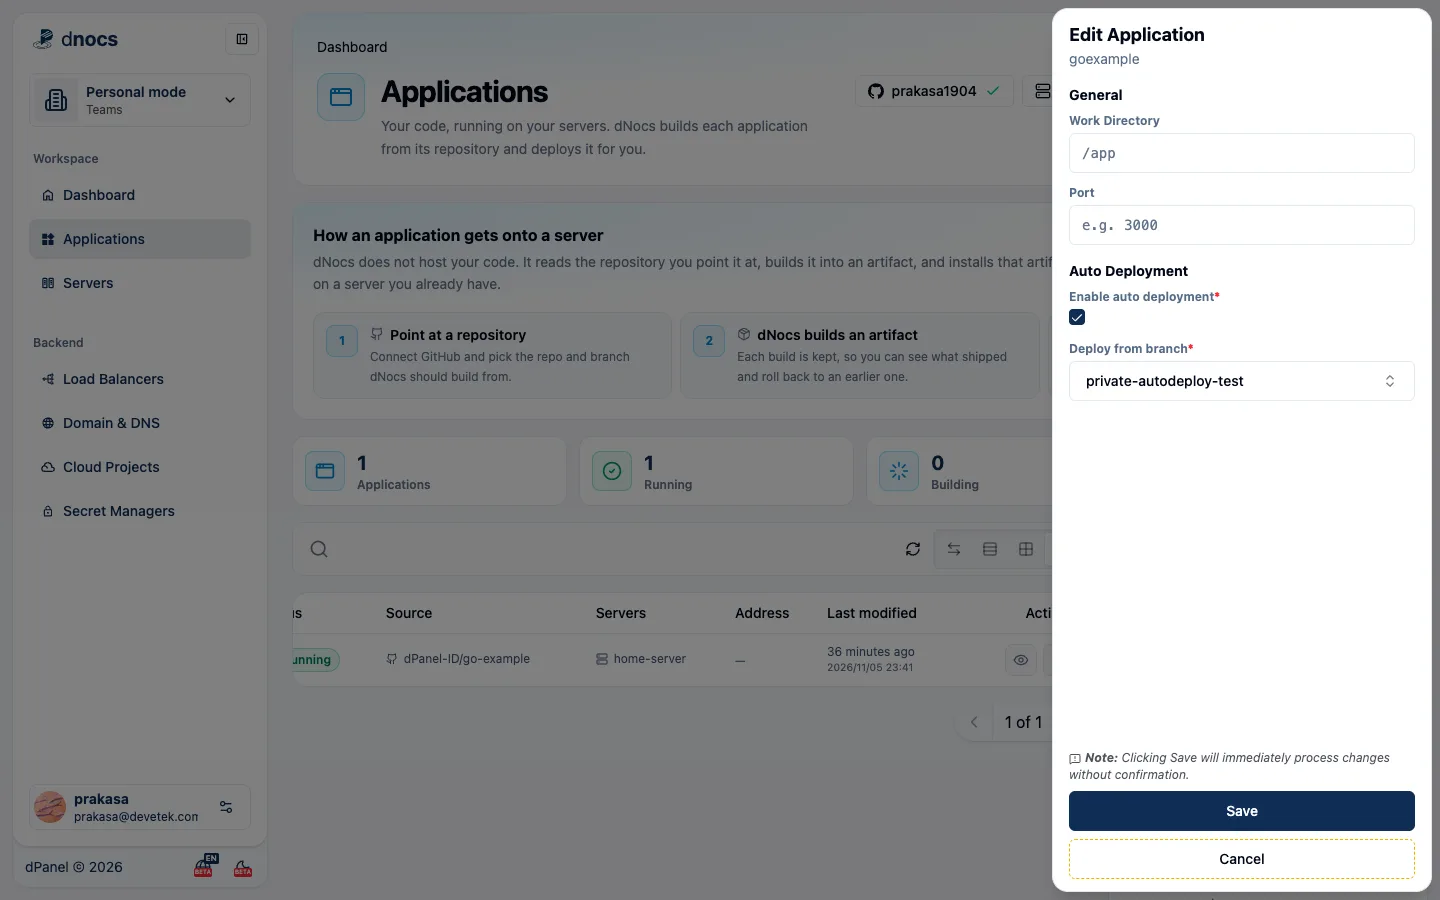 dnocs
Personal mode
Teams
Workspace
Dashboard
Applications
Servers
Backend
Load Balancers
Domain & DNS
Cloud Projects
Secret Managers
prakasa
prakasa@devetek.com
dPanel © 2026
EN
BETA
BETA
Dashboard
Applications
prakasa1904
Your code, running on your servers. dNocs builds each application
from its repository and deploys it for you.
How an application gets onto a server
dNocs does not host your code. It reads the repository you point it at, builds it into an artifact, and installs that artif
on a server you already have.
1
Point at a repository
Connect GitHub and pick the repo and branch
dNocs should build from.
2
dNocs builds an artifact
Each build is kept, so you can see what shipped
and roll back to an earlier one.
1
Applications
1
Running
0
Building
us Source Servers Address Last modified Acti
unning dPanel-ID/go-example home-server — 36 minutes ago
2026/11/05 23:41
1 of 1
Edit Application
goexample
General
Work Directory
/app
Port
e.g. 3000
Auto Deployment
Enable auto deployment*
Deploy from branch*
private-autodeploy-test
Note: Clicking Save will immediately process changes
without confirmation.
Save
Cancel